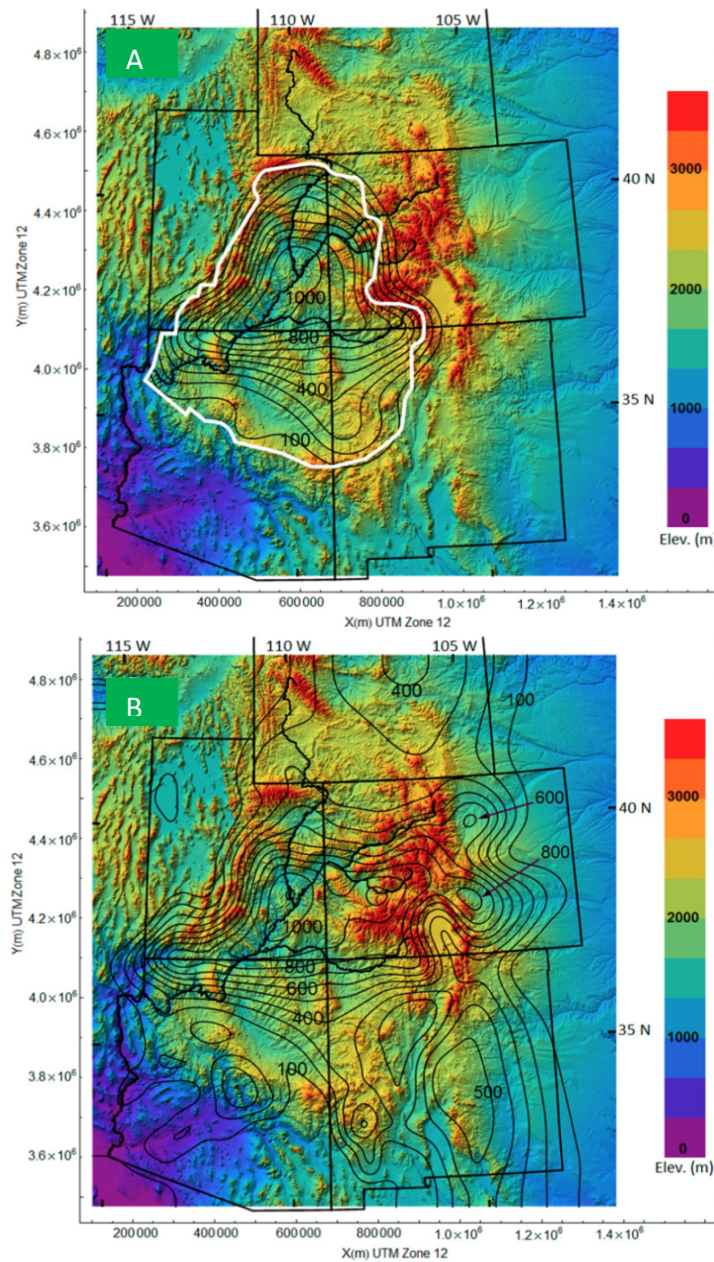 115 W 110 W 105 W
A
4.8×10⁶
4.6×10⁶
4.4×10⁶
4.2×10⁶
4.0×10⁶
3.8×10⁶
3.6×10⁶
Y(m) UTM Zone 12
1000
800
400
100
40 N
35 N
3000
2000
1000
0
Elev. (m)
200000 400000 600000 800000 1.0×10⁶ 1.2×10⁶ 1.4×10⁶
X(m) UTM Zone 12
115 W 110 W 105 W
B
4.8×10⁶
4.6×10⁶
4.4×10⁶
4.2×10⁶
4.0×10⁶
3.8×10⁶
3.6×10⁶
Y(m) UTM Zone 12
400
100
600
800
1000
800
600
400
100
500
40 N
35 N
3000
2000
1000
0
Elev. (m)
200000 400000 600000 800000 1.0×10⁶ 1.2×10⁶ 1.4×10⁶
X(m) UTM Zone 12